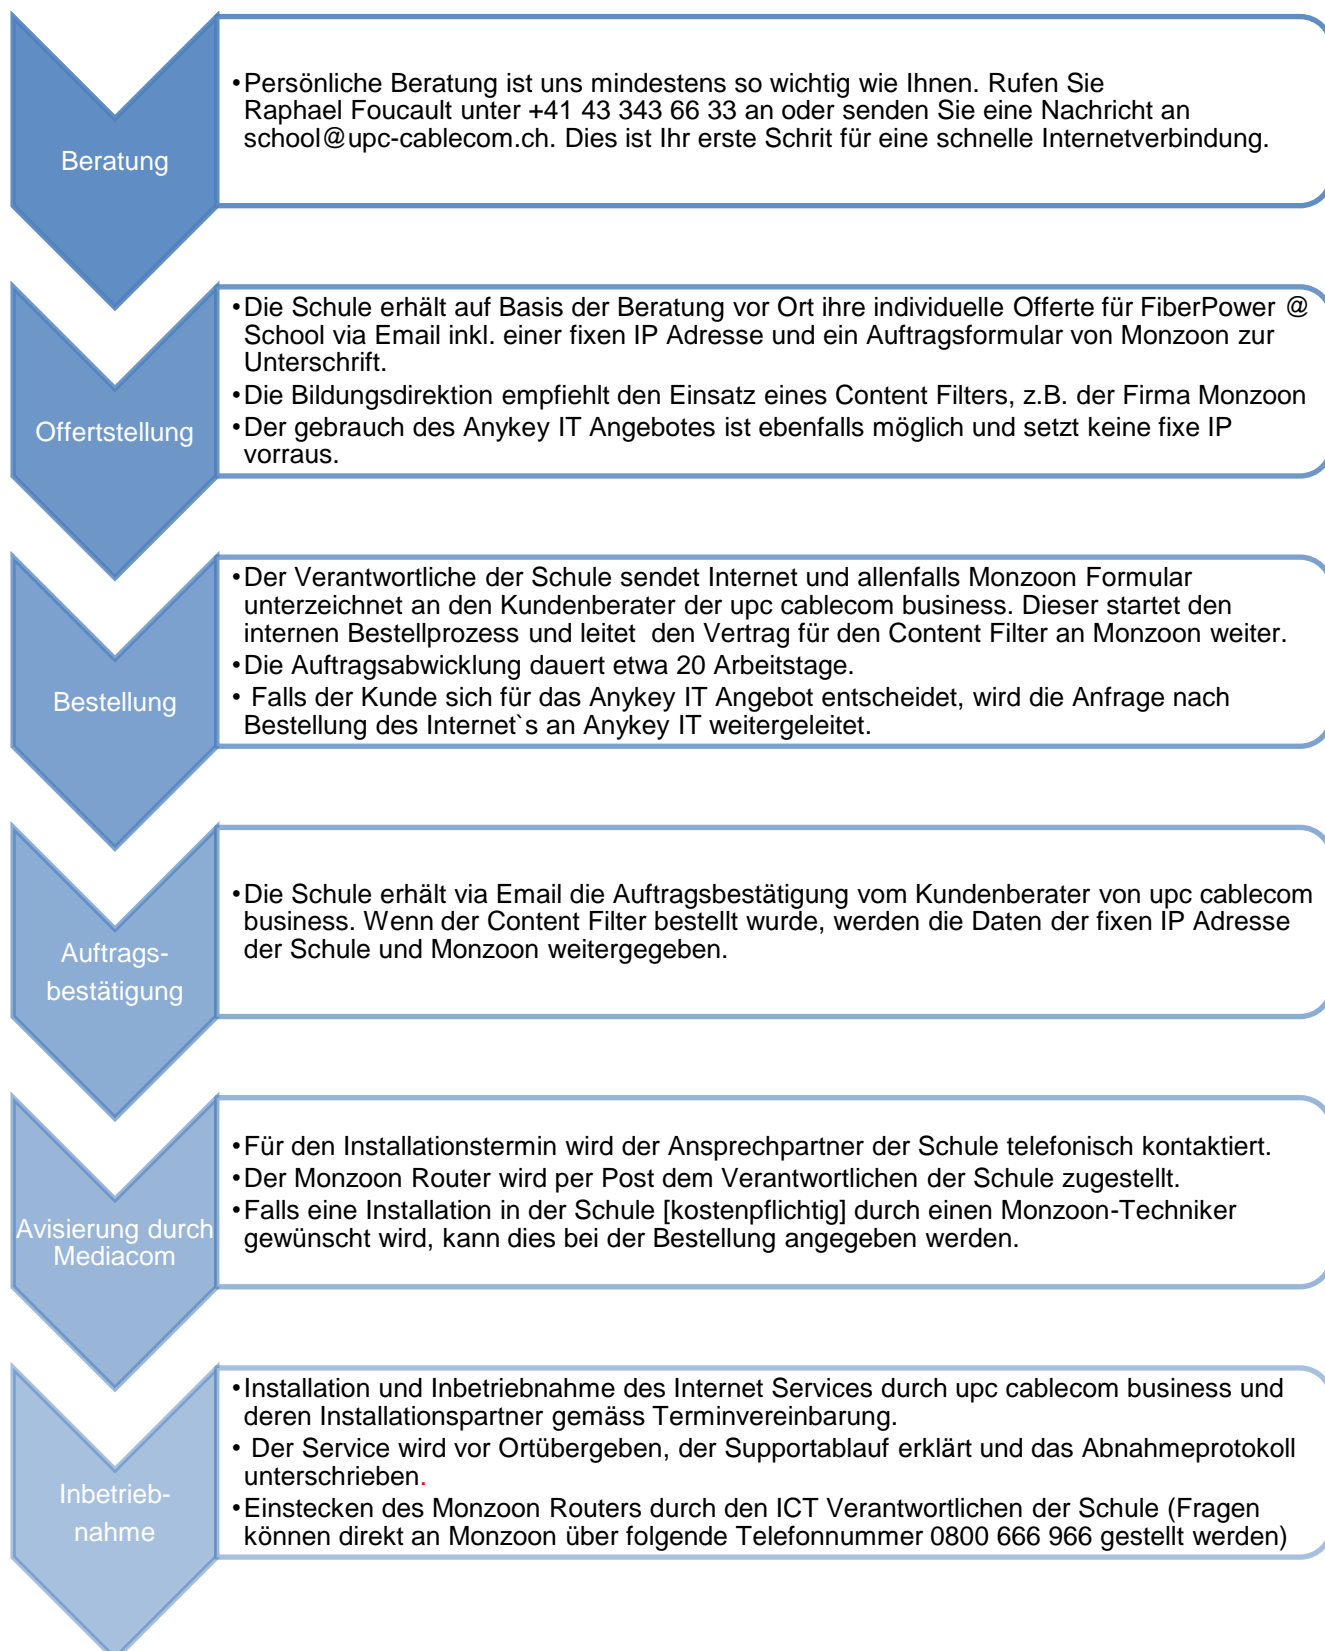 Beratung
•Persönliche Beratung ist uns mindestens so wichtig wie Ihnen. Rufen Sie
Raphael Foucault unter +41 43 343 66 33 an oder senden Sie eine Nachricht an
school@upc-cablecom.ch. Dies ist Ihr erste Schrit für eine schnelle Internetverbindung.
Offertstellung
•Die Schule erhält auf Basis der Beratung vor Ort ihre individuelle Offerte für FiberPower @
School via Email inkl. einer fixen IP Adresse und ein Auftragsformular von Monzoon zur
Unterschrift.
•Die Bildungsdirektion empfiehlt den Einsatz eines Content Filters, z.B. der Firma Monzoon
•Der gebrauch des Anykey IT Angebotes ist ebenfalls möglich und setzt keine fixe IP
vorraus.
Bestellung
•Der Verantwortliche der Schule sendet Internet und allenfalls Monzoon Formular
unterzeichnet an den Kundenberater der upc cablecom business. Dieser startet den
internen Bestellprozess und leitet  den Vertrag für den Content Filter an Monzoon weiter.
•Die Auftragsabwicklung dauert etwa 20 Arbeitstage.
• Falls der Kunde sich für das Anykey IT Angebot entscheidet, wird die Anfrage nach
Bestellung des Internet`s an Anykey IT weitergeleitet.
Auftrags-
bestätigung
•Die Schule erhält via Email die Auftragsbestätigung vom Kundenberater von upc cablecom
business. Wenn der Content Filter bestellt wurde, werden die Daten der fixen IP Adresse
der Schule und Monzoon weitergegeben.
Avisierung durch
Mediacom
•Für den Installationstermin wird der Ansprechpartner der Schule telefonisch kontaktiert.
•Der Monzoon Router wird per Post dem Verantwortlichen der Schule zugestellt.
•Falls eine Installation in der Schule [kostenpflichtig] durch einen Monzoon-Techniker
gewünscht wird, kann dies bei der Bestellung angegeben werden.
Inbetrieb-
nahme
•Installation und Inbetriebnahme des Internet Services durch upc cablecom business und
deren Installationspartner gemäss Terminvereinbarung.
• Der Service wird vor Ortübergeben, der Supportablauf erklärt und das Abnahmeprotokoll
unterschrieben.
•Einstecken des Monzoon Routers durch den ICT Verantwortlichen der Schule (Fragen
können direkt an Monzoon über folgende Telefonnummer 0800 666 966 gestellt werden)